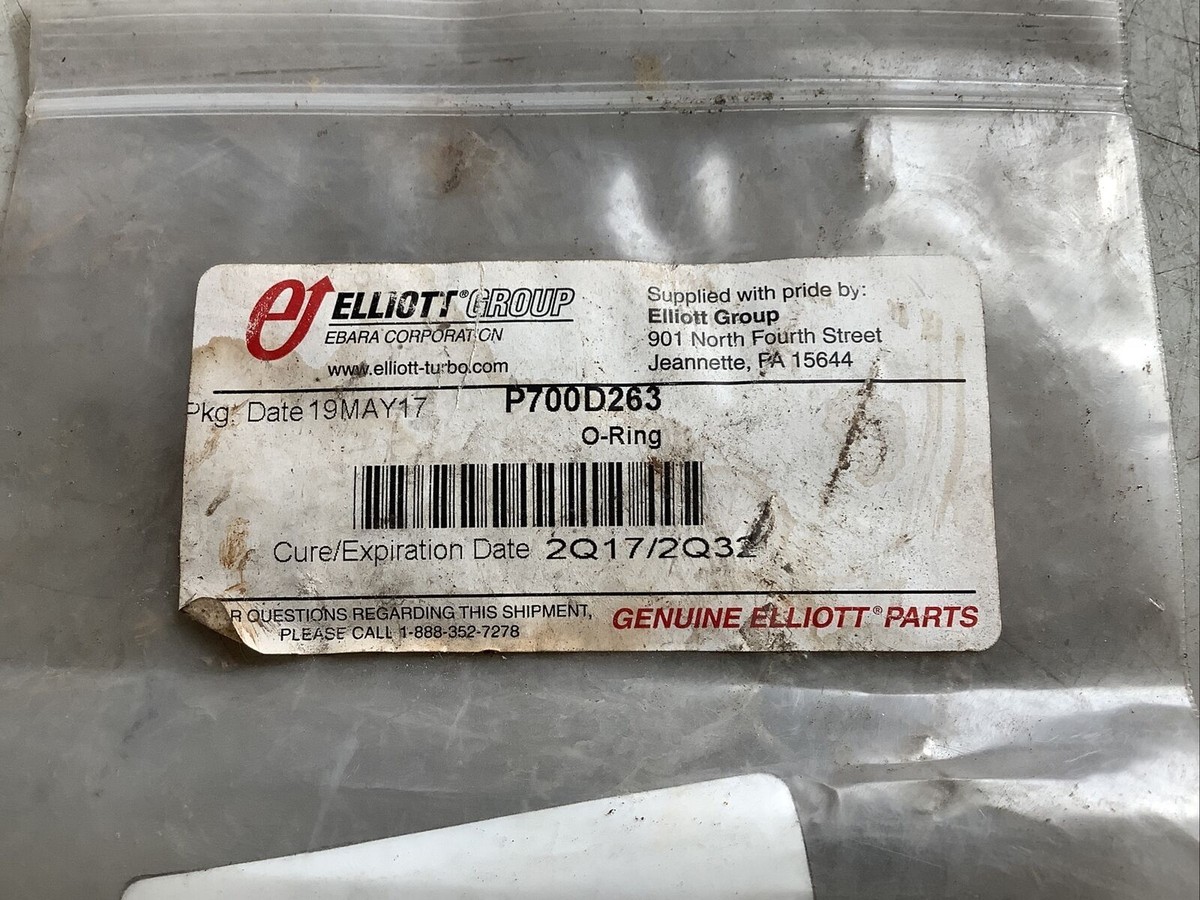 ELLIOTT® GROUP
EBARA CORPORATION
www.elliott-turbo.com
Supplied with pride by:
Elliott Group
901 North Fourth Street
Jeannette, PA 15644
Pkg. Date 19MAY17
P700D263
O-Ring
Cure/Expiration Date 2Q17/2Q32
R QUESTIONS REGARDING THIS SHIPMENT,
PLEASE CALL 1-888-352-7278
GENUINE ELLIOTT® PARTS